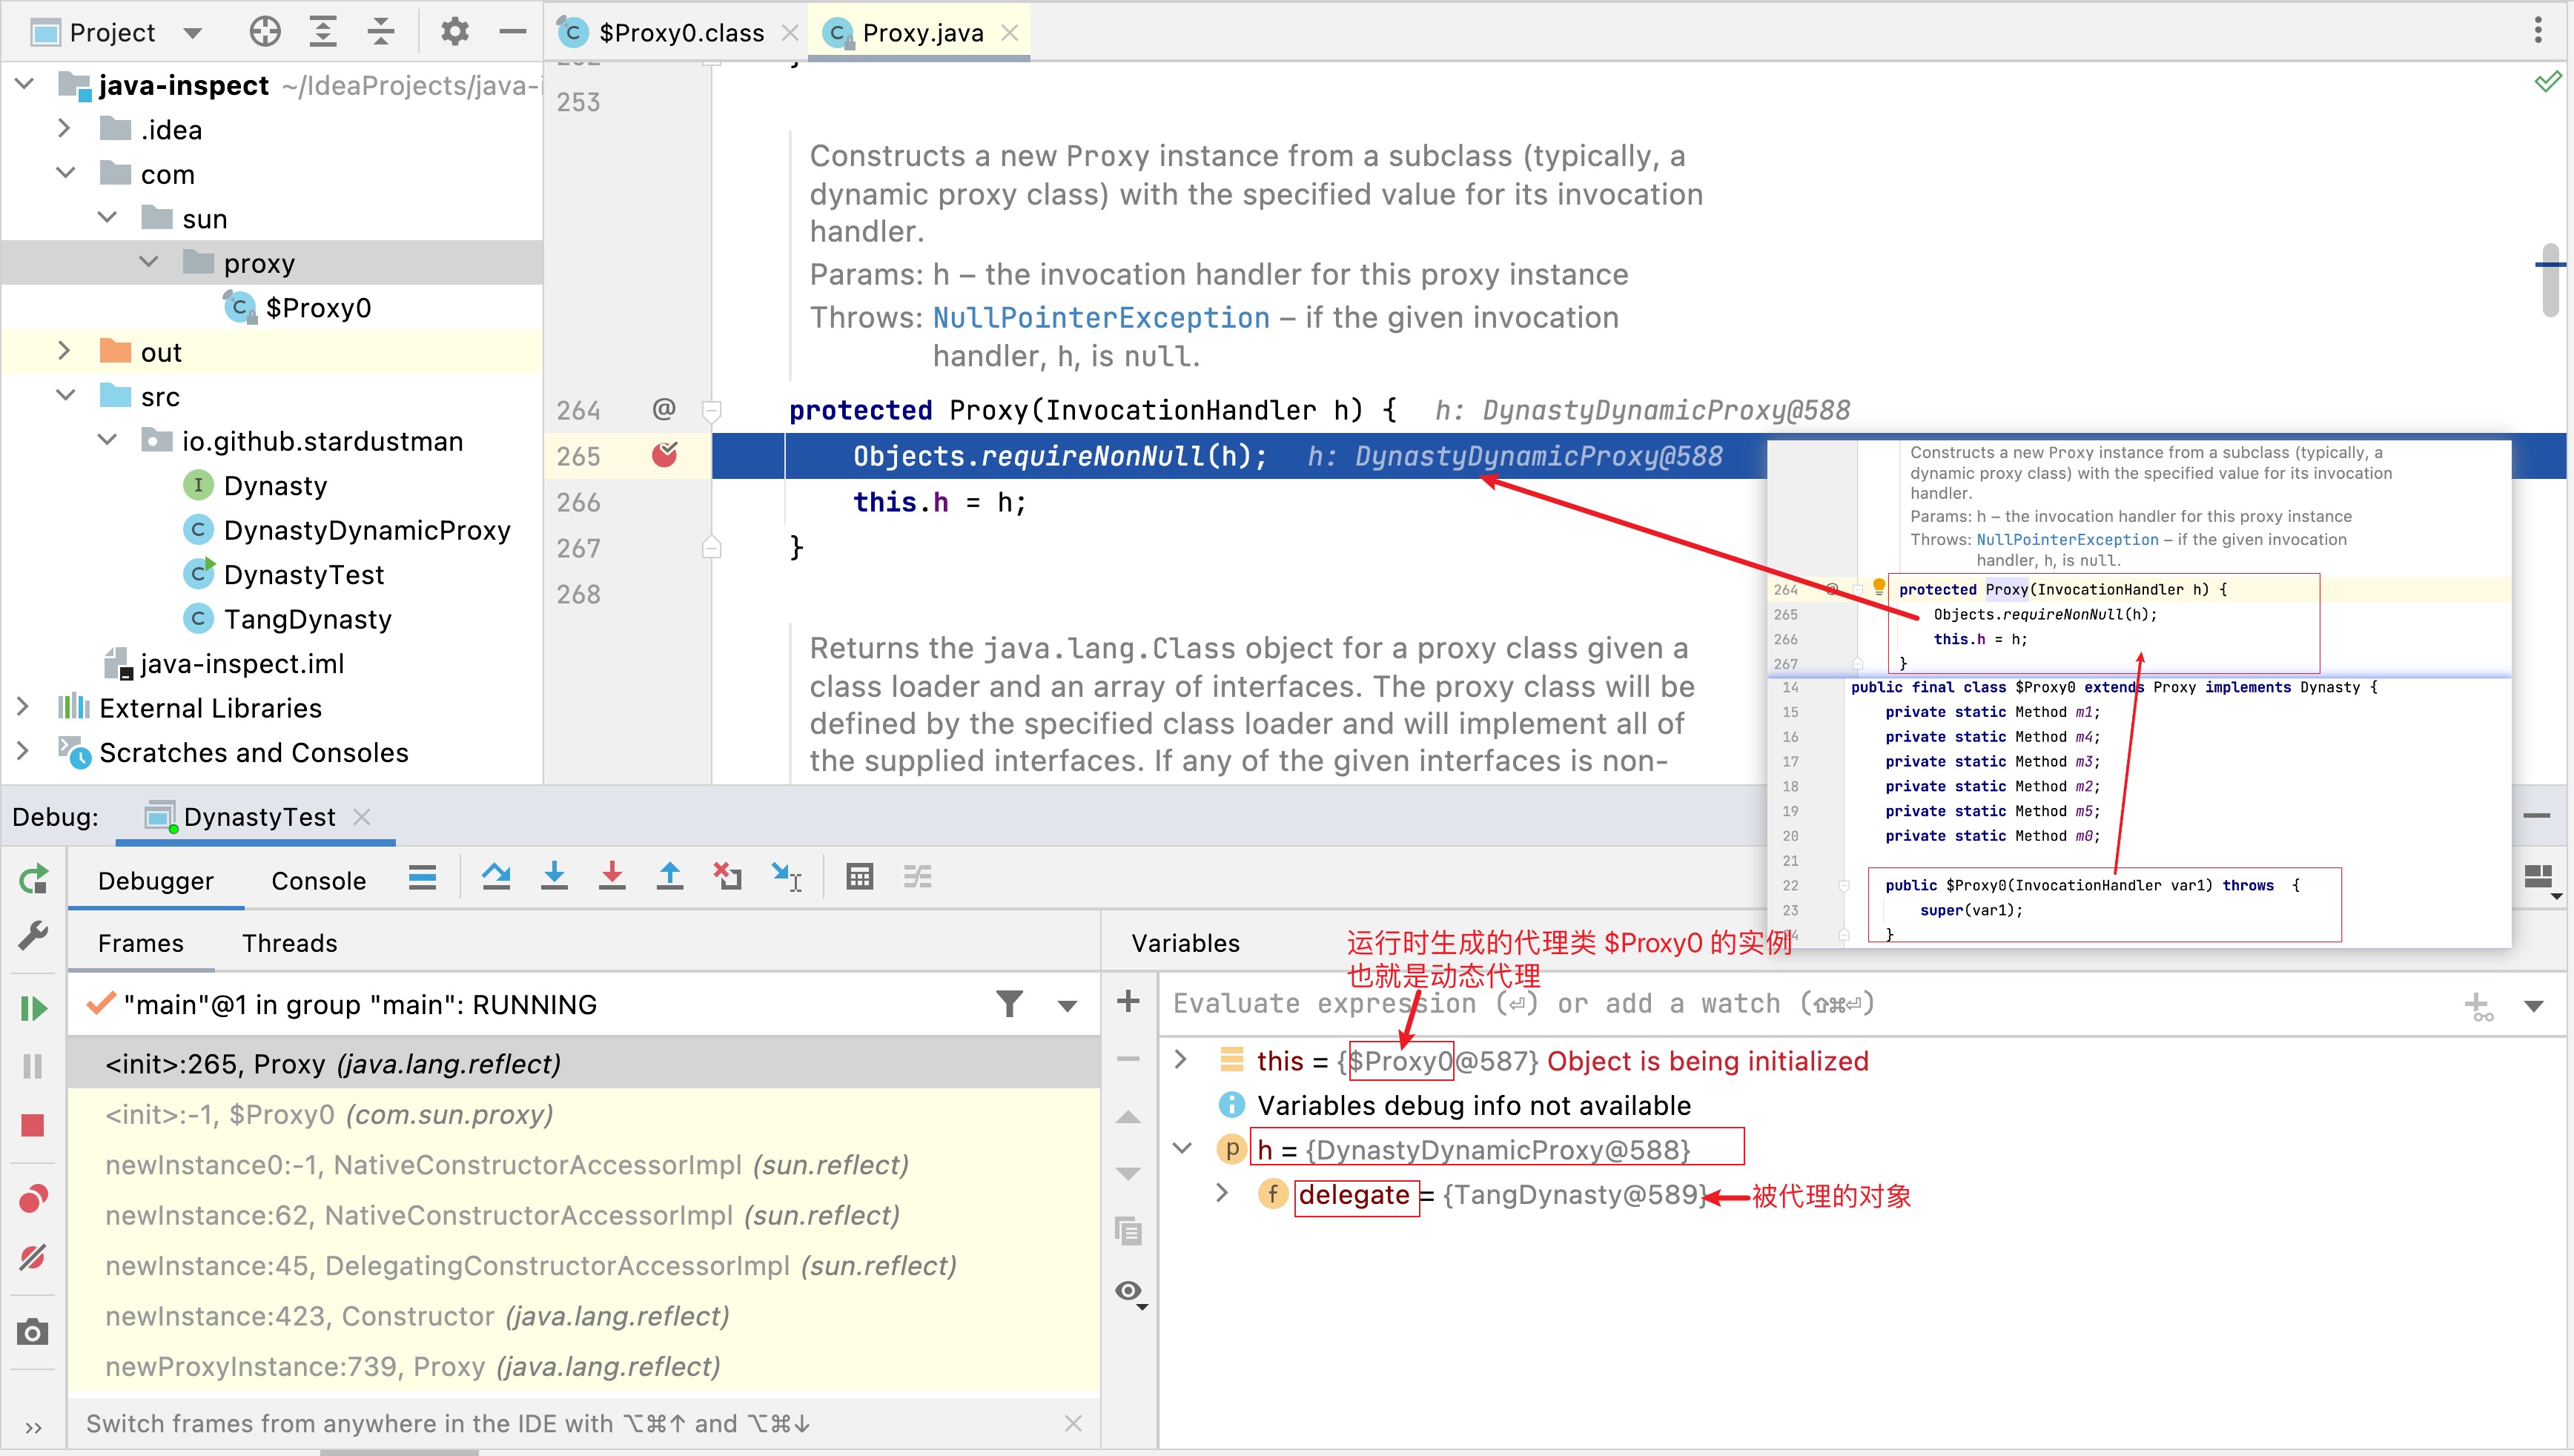 Project
$Proxy0.class
Proxy.java
java-inspect ~/IdeaProjects/java-i
.idea
com
sun
proxy
$Proxy0
out
src
io.github.stardustman
Dynasty
DynastyDynamicProxy
DynastyTest
TangDynasty
java-inspect.iml
External Libraries
Scratches and Consoles
253
Constructs a new Proxy instance from a subclass (typically, a
dynamic proxy class) with the specified value for its invocation
handler.
Params: h – the invocation handler for this proxy instance
Throws: NullPointerException – if the given invocation
handler, h, is null.
264 @ protected Proxy(InvocationHandler h) { h: DynastyDynamicProxy@588
265 Objects.requireNonNull(h); h: DynastyDynamicProxy@588
266 this.h = h;
267 }
268
Returns the java.lang.Class object for a proxy class given a
class loader and an array of interfaces. The proxy class will be
defined by the specified class loader and will implement all of
the supplied interfaces. If any of the given interfaces is non-
Constructs a new Proxy instance from a subclass (typically, a
dynamic proxy class) with the specified value for its invocation
handler.
Params: h – the invocation handler for this proxy instance
Throws: NullPointerException – if the given invocation
handler, h, is null.
264 @ protected Proxy(InvocationHandler h) {
265 Objects.requireNonNull(h);
266 this.h = h;
267 }
14 public final class $Proxy0 extends Proxy implements Dynasty {
15 private static Method m1;
16 private static Method m4;
17 private static Method m3;
18 private static Method m2;
19 private static Method m5;
20 private static Method m0;
21
22 public $Proxy0(InvocationHandler var1) throws {
23 super(var1);
}
Debug: DynastyTest
Debugger Console
Frames Threads
"main"@1 in group "main": RUNNING
<init>:265, Proxy (java.lang.reflect)
<init>:-1, $Proxy0 (com.sun.proxy)
newInstance0:-1, NativeConstructorAccessorImpl (sun.reflect)
newInstance:62, NativeConstructorAccessorImpl (sun.reflect)
newInstance:45, DelegatingConstructorAccessorImpl (sun.reflect)
newInstance:423, Constructor (java.lang.reflect)
newProxyInstance:739, Proxy (java.lang.reflect)
Switch frames from anywhere in the IDE with ⌥⌘↑ and ⌥⌘↓
Variables
运行时生成的代理类 $Proxy0 的实例
也就是动态代理
Evaluate expression (⏎) or add a watch (⇧⌘⏎)
this = {$Proxy0@587} Object is being initialized
Variables debug info not available
h = {DynastyDynamicProxy@588}
delegate = {TangDynasty@589}
被代理的对象